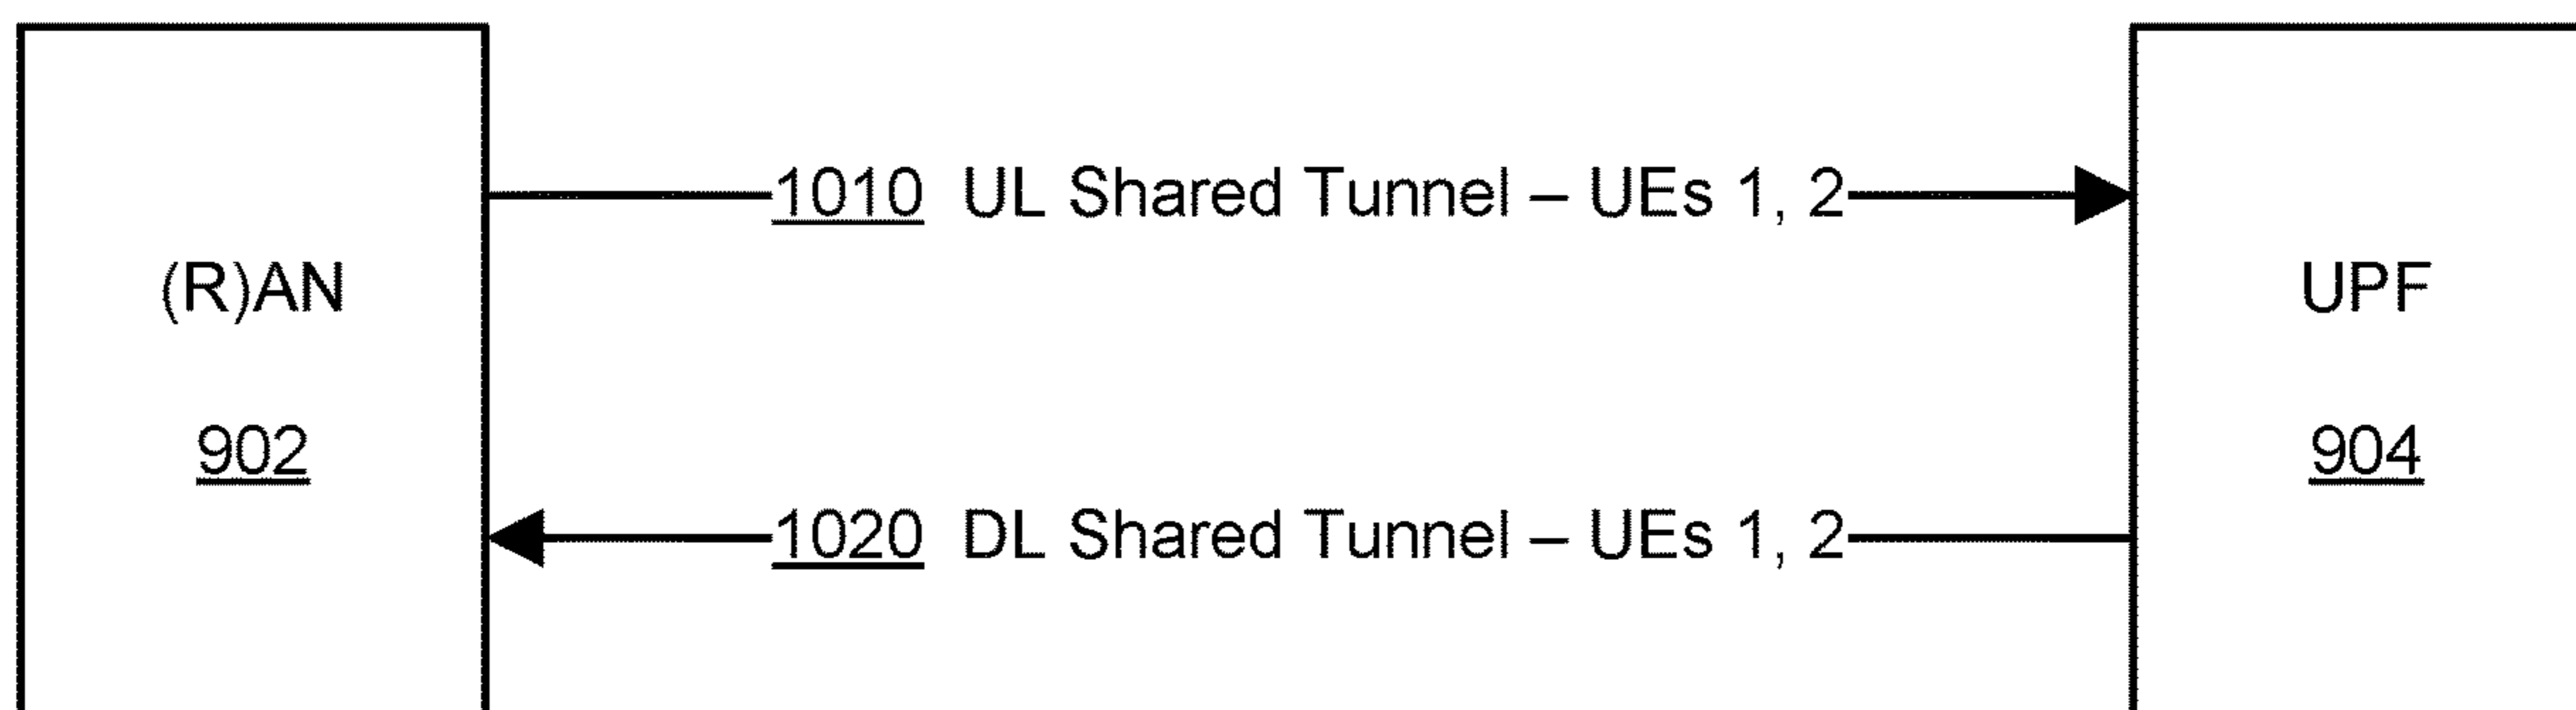 1010 UL Shared Tunnel – UEs 1, 2
(R)AN
UPF
902
904
1020 DL Shared Tunnel – UEs 1, 2